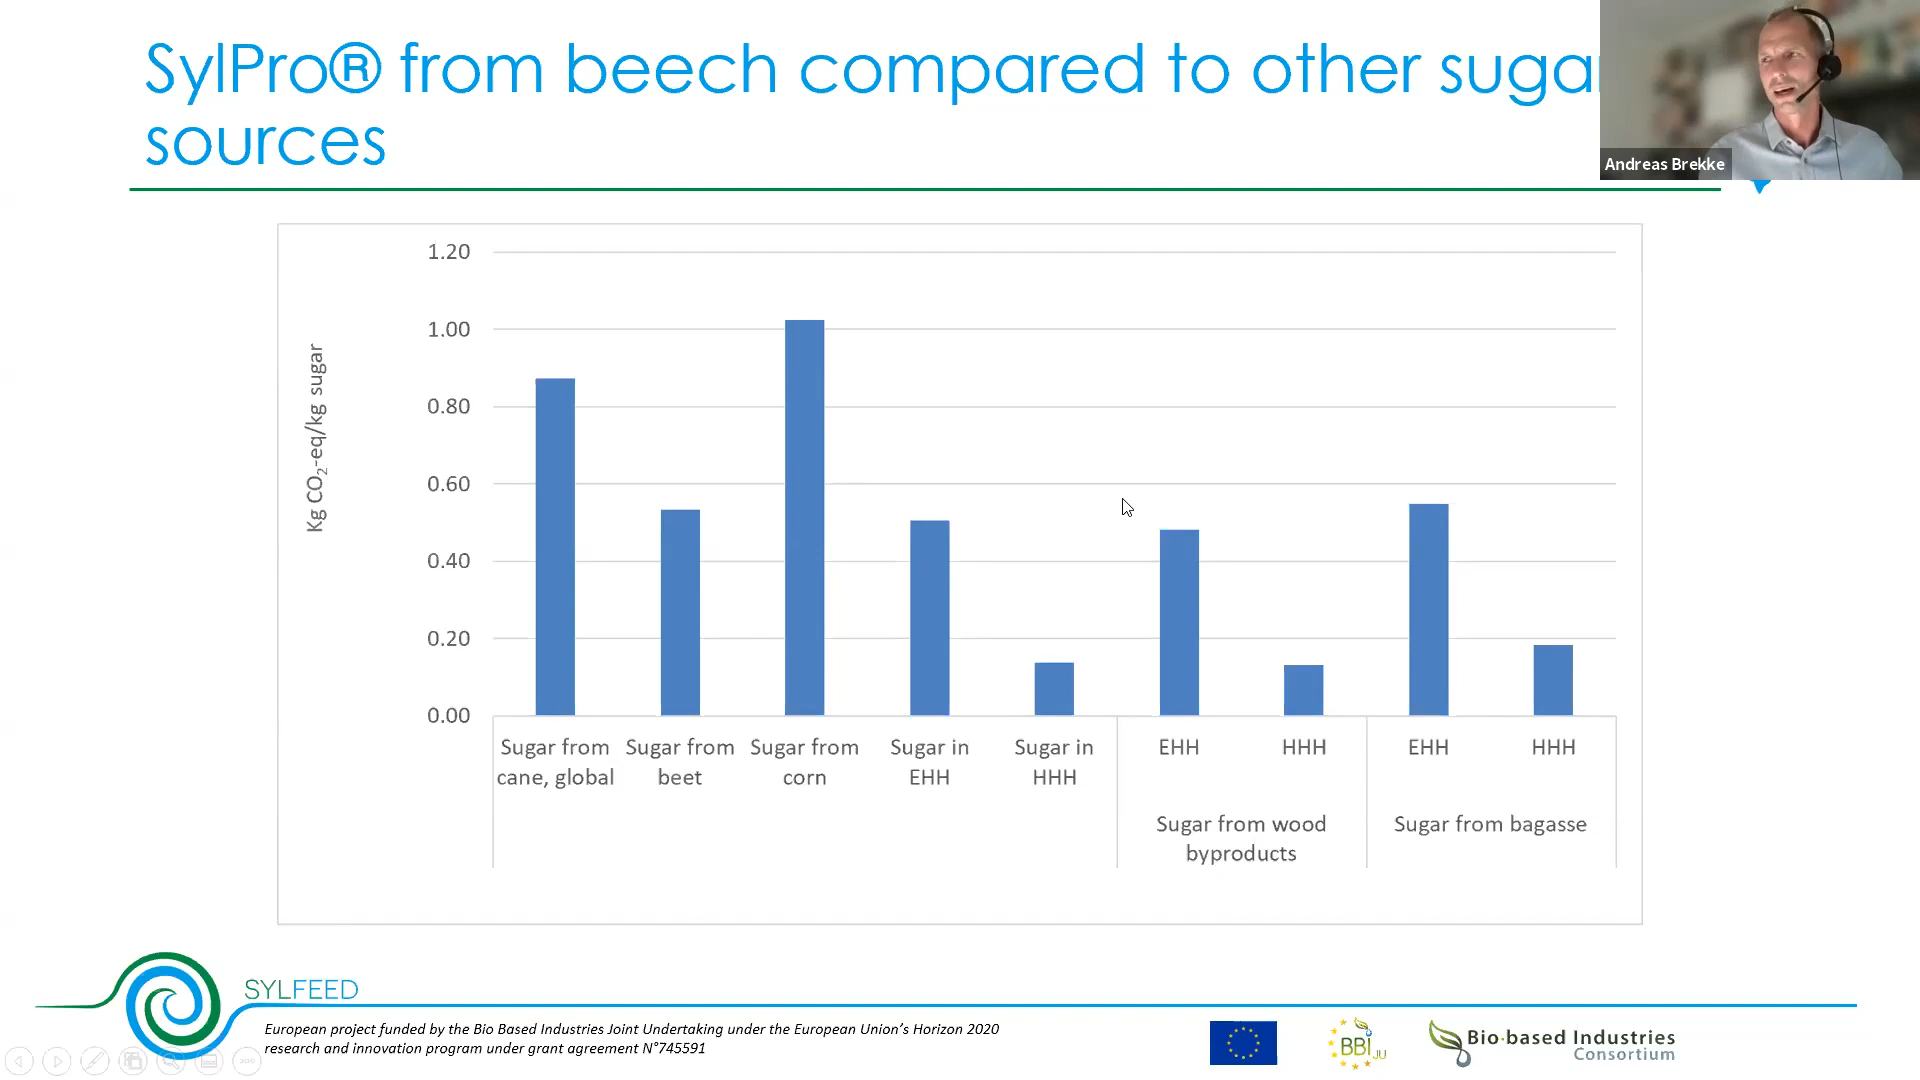 SylPro® from beech compared to other sugar
sources
Andreas Brekke
Kg CO₂-eq/kg sugar
1.20
1.00
0.80
0.60
0.40
0.20
0.00
Sugar from
cane, global
Sugar from
beet
Sugar from
corn
Sugar in
EHH
Sugar in
HHH
EHH
HHH
EHH
HHH
Sugar from wood
byproducts
Sugar from bagasse
SYLFEED
European project funded by the Bio Based Industries Joint Undertaking under the European Union's Horizon 2020
research and innovation program under grant agreement N°745591
BBI JU
Bio-based Industries
Consortium